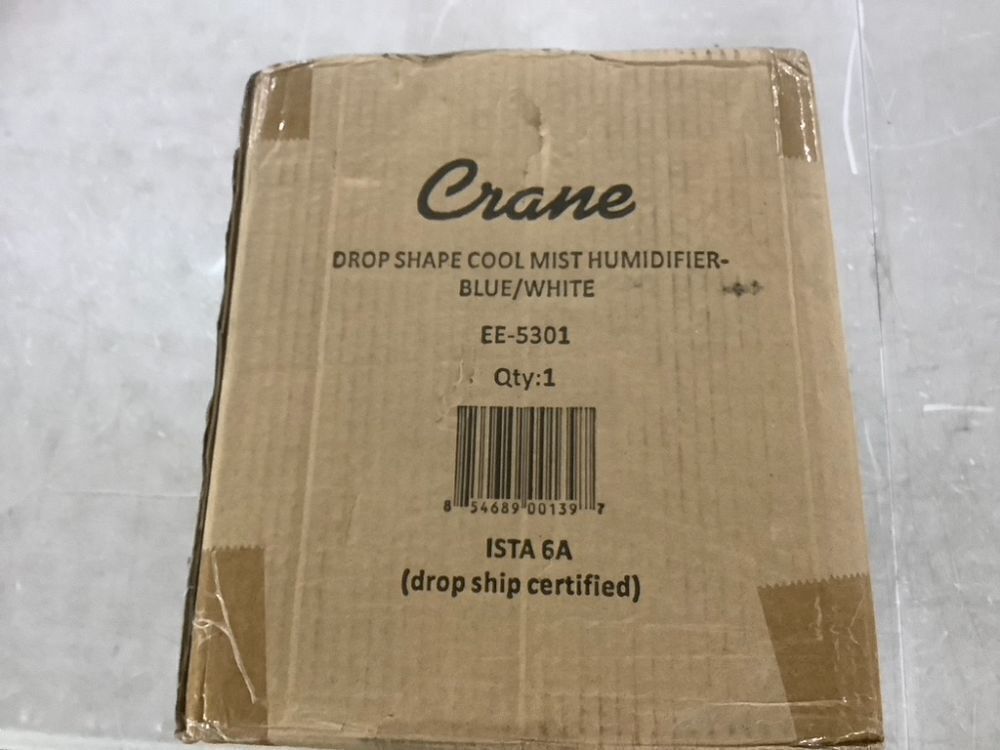 Crane
DROP SHAPE COOL MIST HUMIDIFIER-
BLUE/WHITE
EE-5301
Qty:1
8 54689 00139 7
ISTA 6A
(drop ship certified)